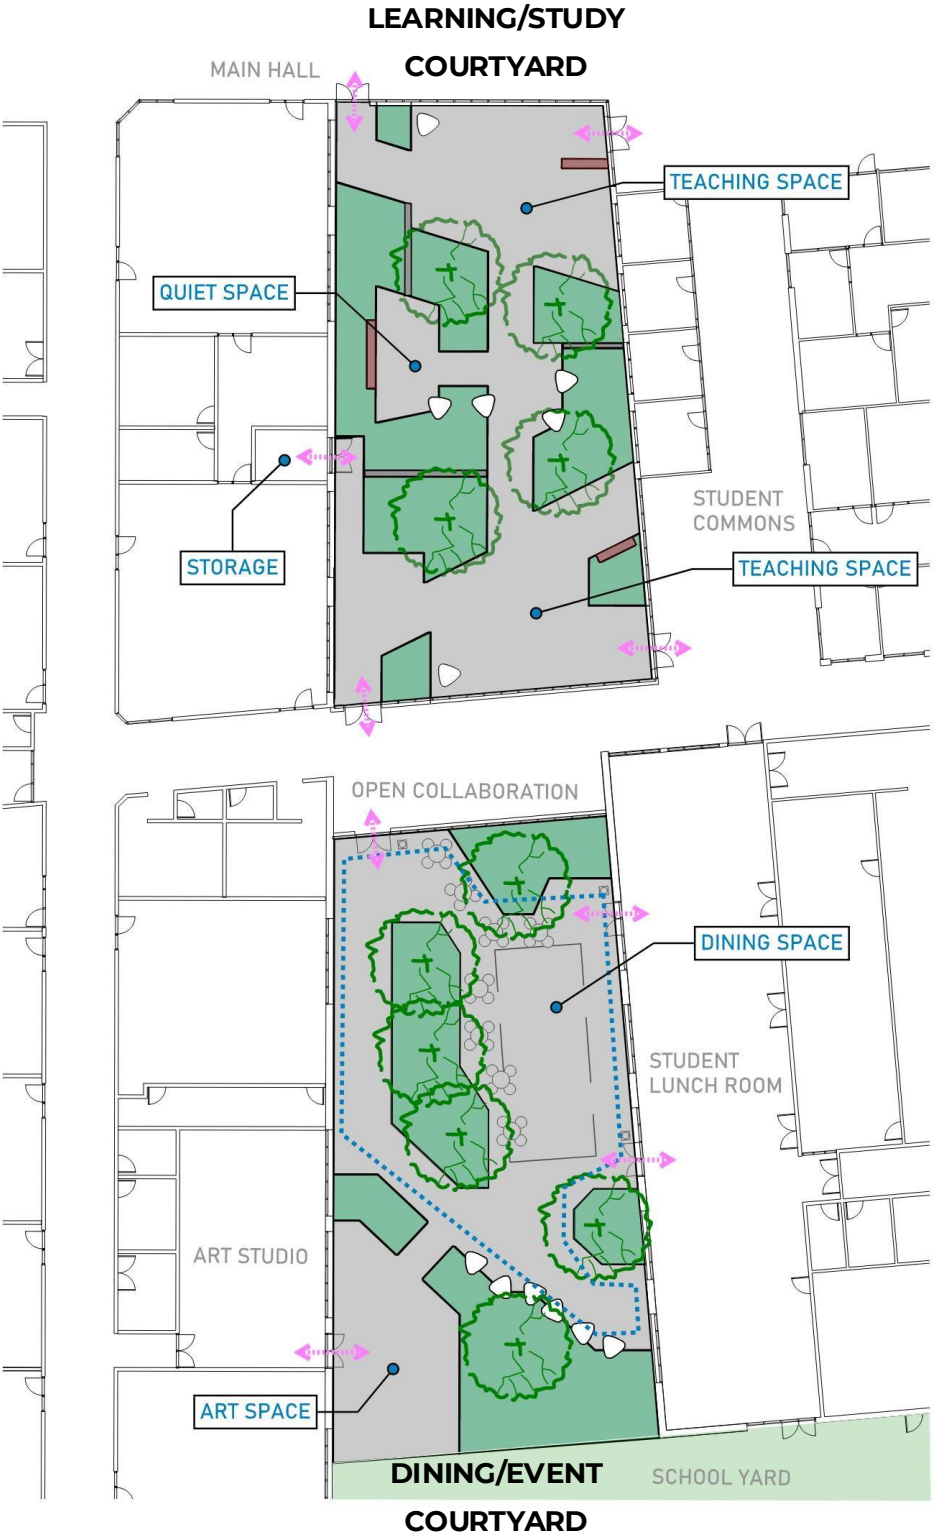 LEARNING/STUDY
COURTYARD
MAIN HALL
TEACHING SPACE
QUIET SPACE
STUDENT
COMMONS
STORAGE
TEACHING SPACE
OPEN COLLABORATION
DINING SPACE
STUDENT
LUNCH ROOM
ART STUDIO
ART SPACE
DINING/EVENT
SCHOOL YARD
COURTYARD